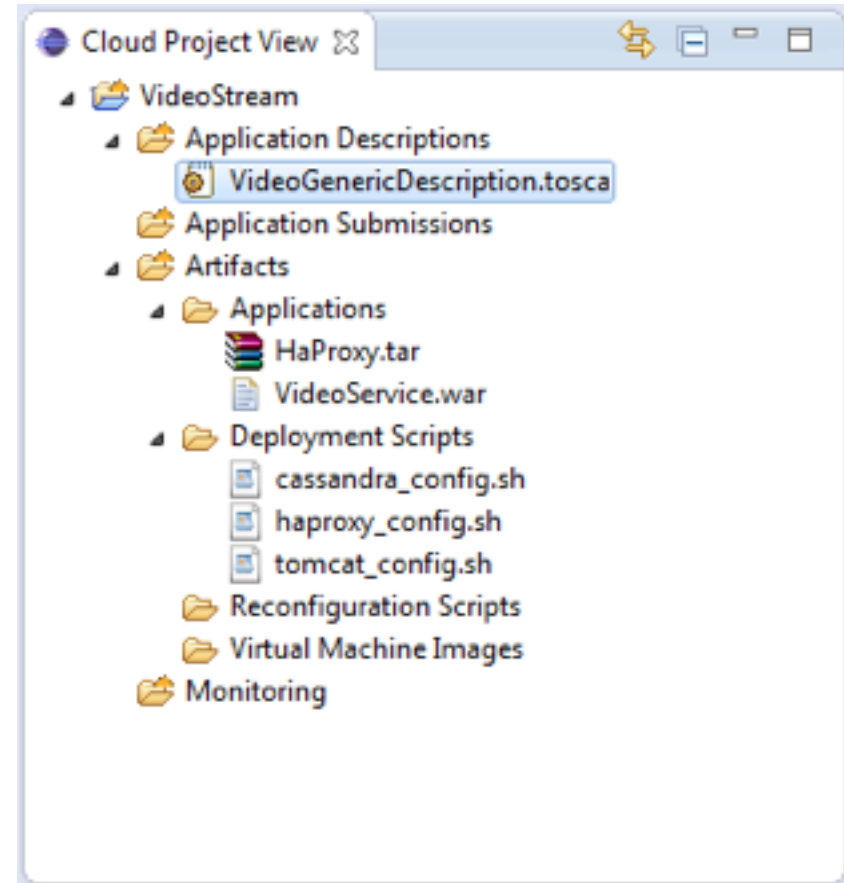 Cloud Project View
VideoStream
Application Descriptions
VideoGenericDescription.tosca
Application Submissions
Artifacts
Applications
HaProxy.tar
VideoService.war
Deployment Scripts
cassandra_config.sh
haproxy_config.sh
tomcat_config.sh
Reconfiguration Scripts
Virtual Machine Images
Monitoring